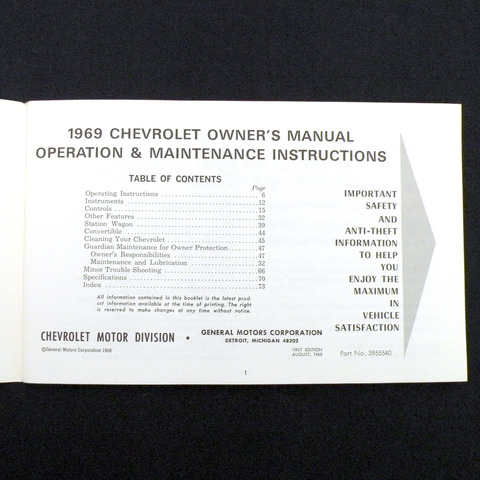 1969 CHEVROLET OWNER'S MANUAL
OPERATION & MAINTENANCE INSTRUCTIONS
TABLE OF CONTENTS
Page
Operating Instructions 6
Instruments 12
Controls 15
Other Features 32
Station Wagon 39
Convertible 44
Cleaning Your Chevrolet 45
Guardian Maintenance for Owner Protection 47
Owner's Responsibilities 47
Maintenance and Lubrication 52
Minor Trouble Shooting 66
Specifications 70
Index 73
All information contained in this booklet is the latest prod-
uct information available at the time of printing. The right
is reserved to make changes at any time without notice.
IMPORTANT
SAFETY
AND
ANTI-THEFT
INFORMATION
TO HELP
YOU
ENJOY THE
MAXIMUM
IN
VEHICLE
SATISFACTION
CHEVROLET MOTOR DIVISION • GENERAL MOTORS CORPORATION
DETROIT, MICHIGAN 48202
©General Motors Corporation 1968
FIRST EDITION
AUGUST, 1968
Part No. 3955540
1